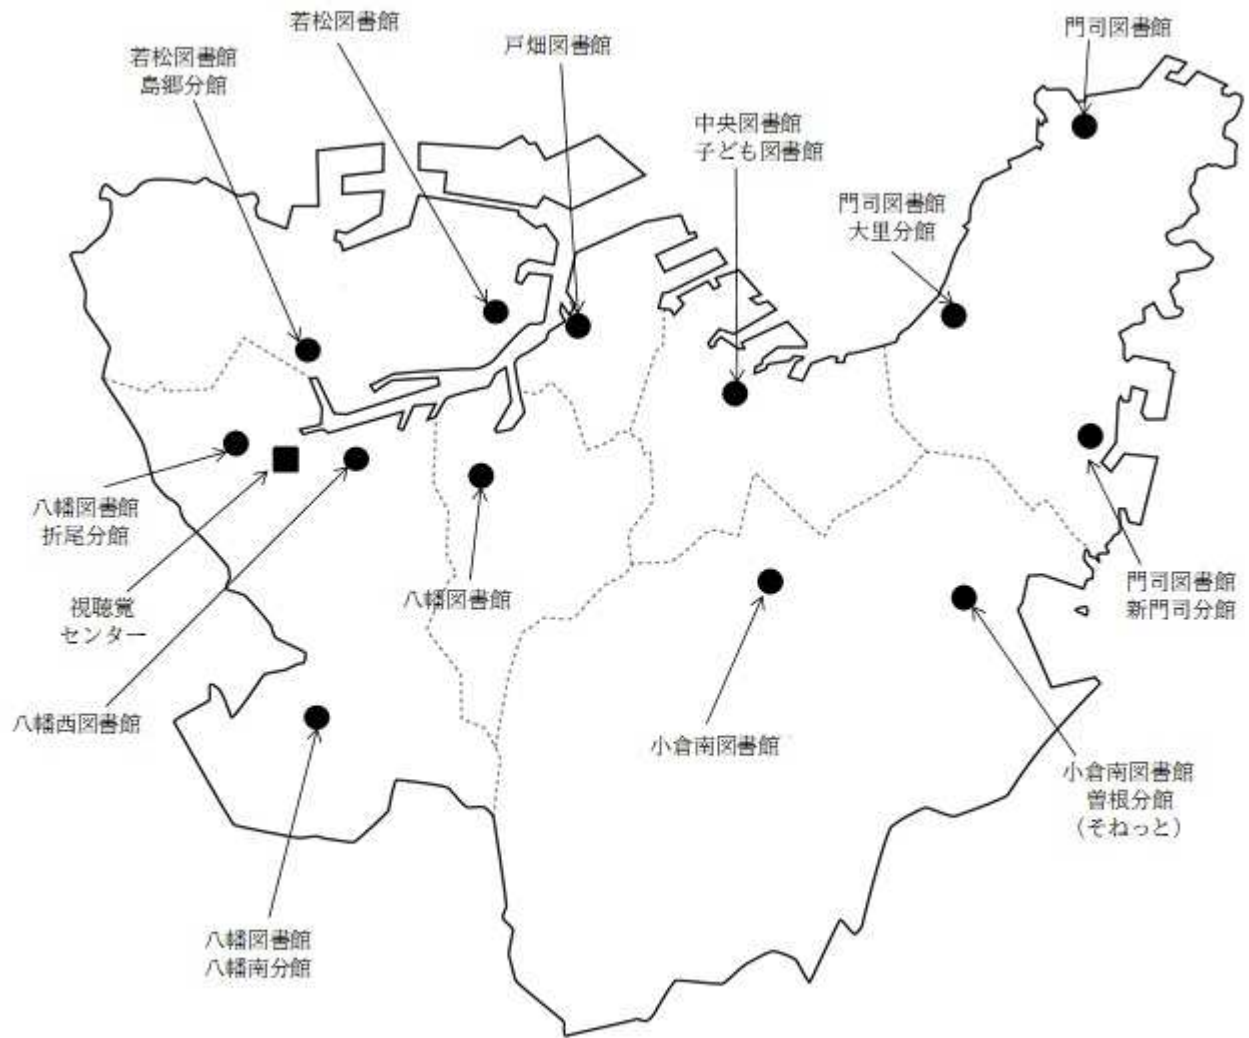 若松図書館
門司図書館
戸畑図書館
若松図書館
島郷分館
中央図書館
子ども図書館
門司図書館
大里分館
八幡図書館
折尾分館
視聴覚
センター
八幡図書館
門司図書館
新門司分館
八幡西図書館
小倉南図書館
小倉南図書館
曽根分館
（そねっと）
八幡図書館
八幡南分館